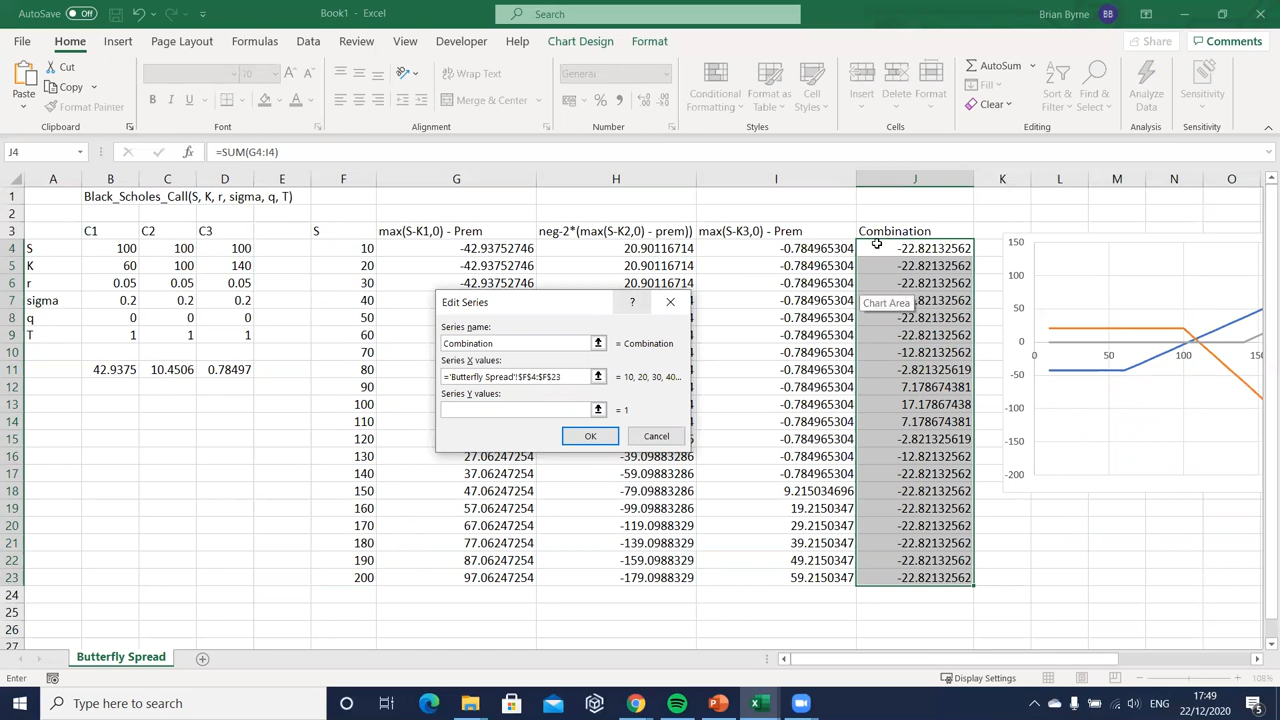 AutoSave Off Book1 - Excel Search Brian Byrne BB
File Home Insert Page Layout Formulas Data Review View Developer Help Chart Design Format Share Comments
Paste Cut Copy Format Painter
70 Wrap Text Merge & Center General
Conditional Formatting Format as Table Cell Styles
Insert Delete Format
AutoSum Fill Clear Sort & Filter Find & Select Analyze Data Sensitivity
Clipboard Font Alignment Number Styles Cells Editing Analysis Sensitivity
J4 =SUM(G4:I4)
A B C D E F G H I J K L M N O
1 Black_Scholes_Call(S, K, r, sigma, q, T)
2
3 C1 C2 C3 S max(S-K1,0) - Prem neg-2*(max(S-K2,0) - prem)) max(S-K3,0) - Prem Combination
4 S 100 100 100 10 -42.93752746 20.90116714 -0.784965304 -22.82132562
5 K 60 100 140 20 -42.93752746 20.90116714 -0.784965304 -22.82132562
6 r 0.05 0.05 0.05 30 -42.93752746 20.90116714 -0.784965304 -22.82132562
7 sigma 0.2 0.2 0.2 40 .82132562
8 q 0 0 0 50 -0.784965304 -22.82132562
9 T 1 1 1 60 -0.784965304 -22.82132562
10 70 -0.784965304 -12.82132562
11 42.9375 10.4506 0.78497 80 -0.784965304 -2.821325619
12 90 -0.784965304 7.178674381
13 100 -0.784965304 17.17867438
14 110 -0.784965304 7.178674381
15 120 -0.784965304 -2.821325619
16 130 27.06247254 -39.09883286 -0.784965304 -12.82132562
17 140 37.06247254 -59.09883286 -0.784965304 -22.82132562
18 150 47.06247254 -79.09883286 9.215034696 -22.82132562
19 160 57.06247254 -99.09883286 19.2150347 -22.82132562
20 170 67.06247254 -119.0988329 29.2150347 -22.82132562
21 180 77.06247254 -139.0988329 39.2150347 -22.82132562
22 190 87.06247254 -159.0988329 49.2150347 -22.82132562
23 200 97.06247254 -179.0988329 59.2150347 -22.82132562
24
25
26
27
Edit Series ?
Series name:
Combination = Combination
Series X values:
='Butterfly Spread'!$F$4:$F$23 = 10, 20, 30, 40...
Series Y values:
= 1
OK Cancel
Chart Area
150
100
50
0
0 50 100 150
-50
-100
-150
-200
Butterfly Spread
Enter Display Settings 108%
Type here to search ENG 17:49
22/12/2020